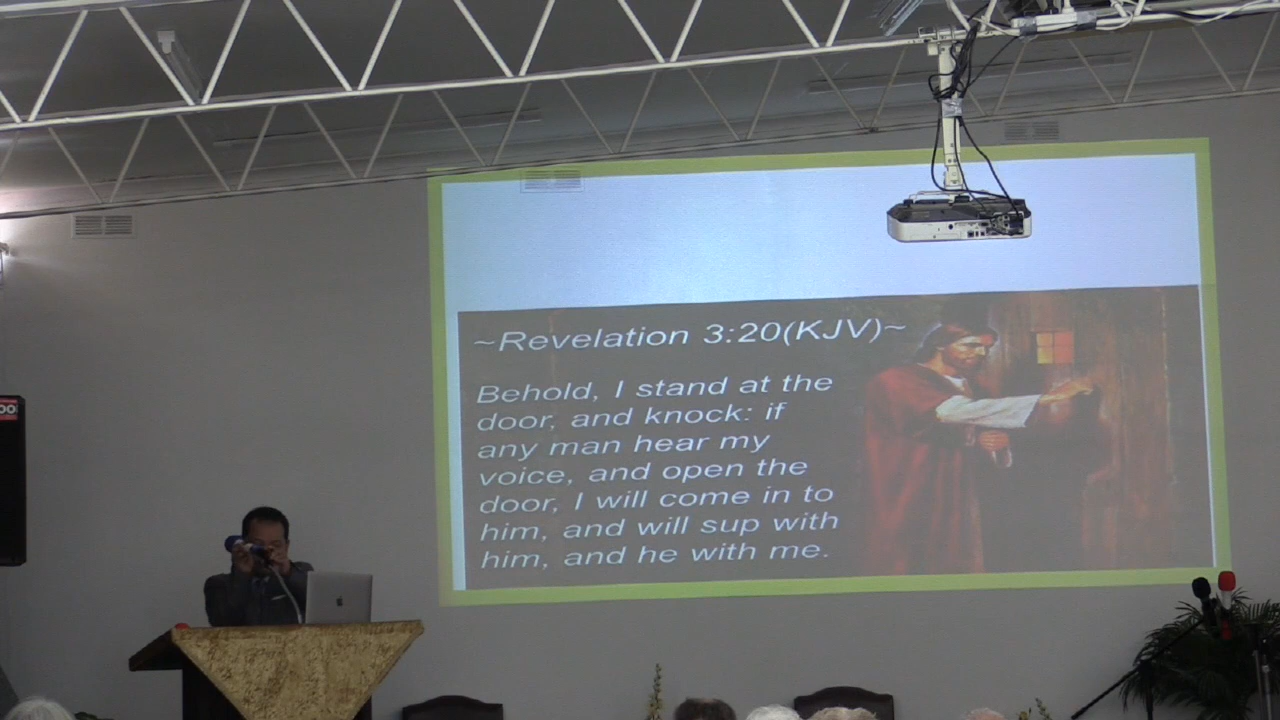 ~Revelation 3:20(KJV)~
Behold, I stand at the
door, and knock: if
any man hear my
voice, and open the
door, I will come in to
him, and will sup with
him, and he with me.